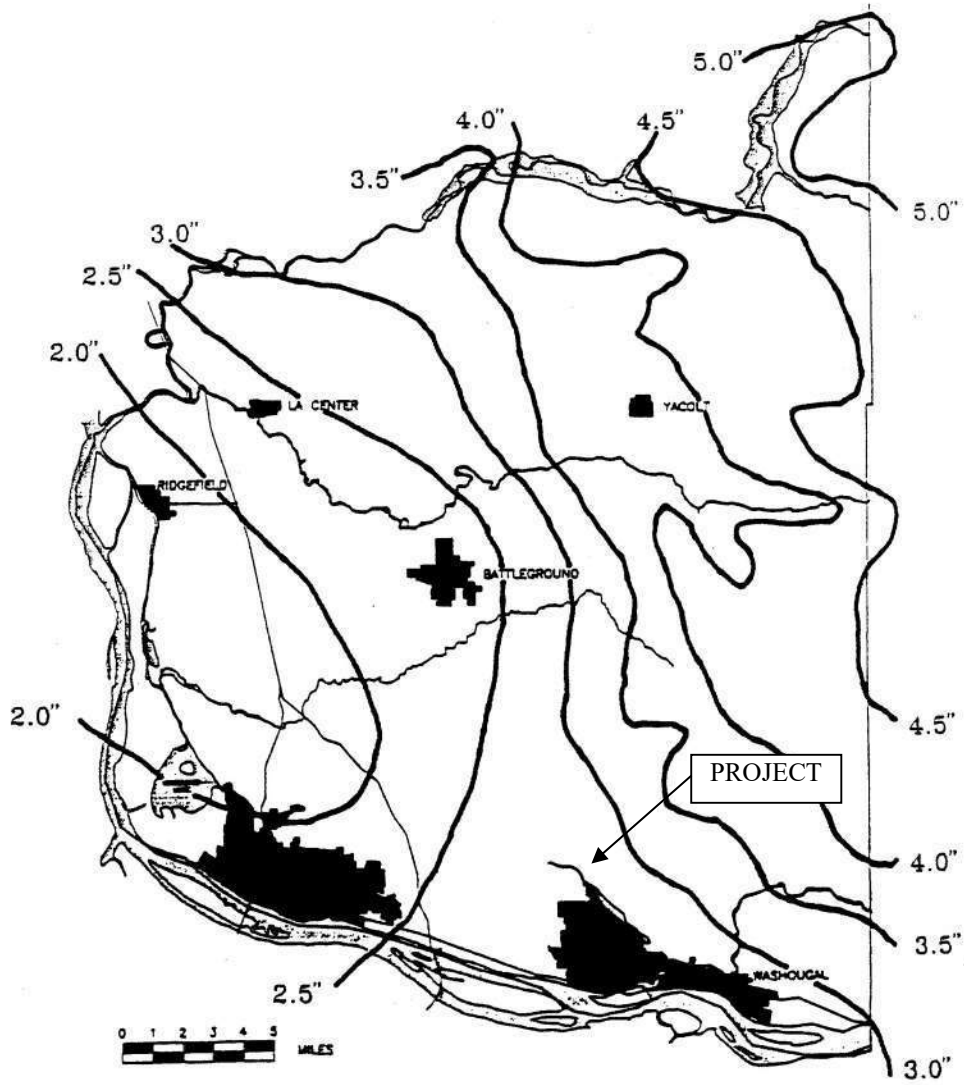 5.0"
4.0"
4.5"
3.5"
5.0"
3.0"
2.5"
2.0"
LA CENTER
YACOLT
RIDGEFIELD
BATTLEGROUND
2.0"
4.5"
PROJECT
4.0"
3.5"
WASHOUGAL
2.5"
0 1 2 3 4 5
MILES
3.0"